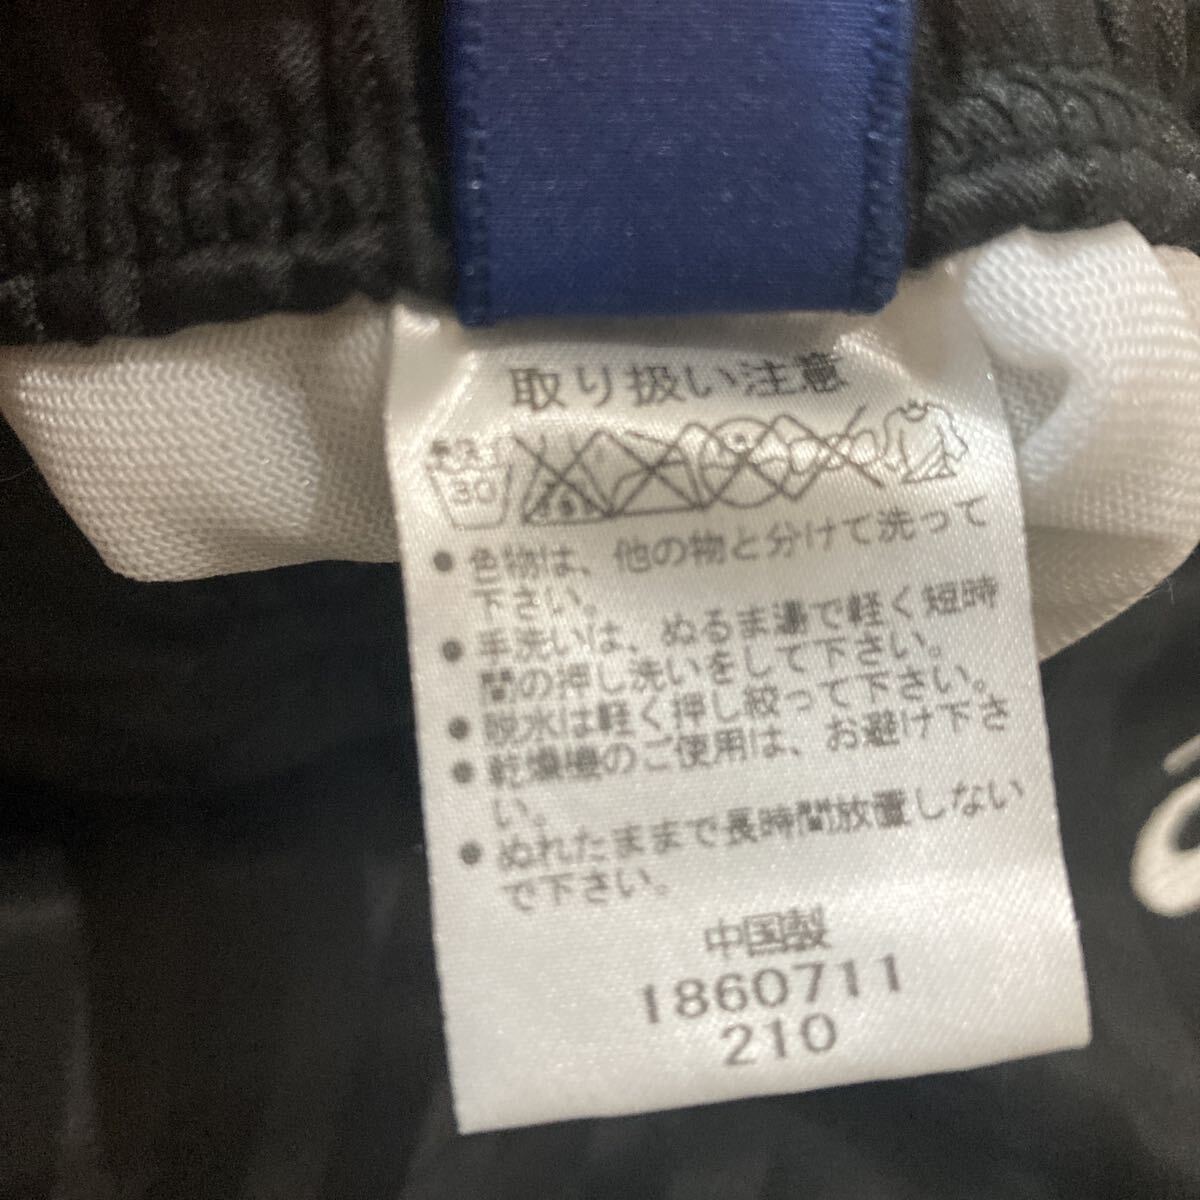 取り扱い注意
30
●色物は、他の物と分けて洗って
下さい。
●手洗いは、ぬるま湯で軽く短時
間の押し洗いをして下さい。
●脱水は軽く押し絞って下さい。
●乾燥機のご使用は、お避け下さ
い。
●ぬれたままで長時間放置しない
で下さい。
中国製
1860711
210